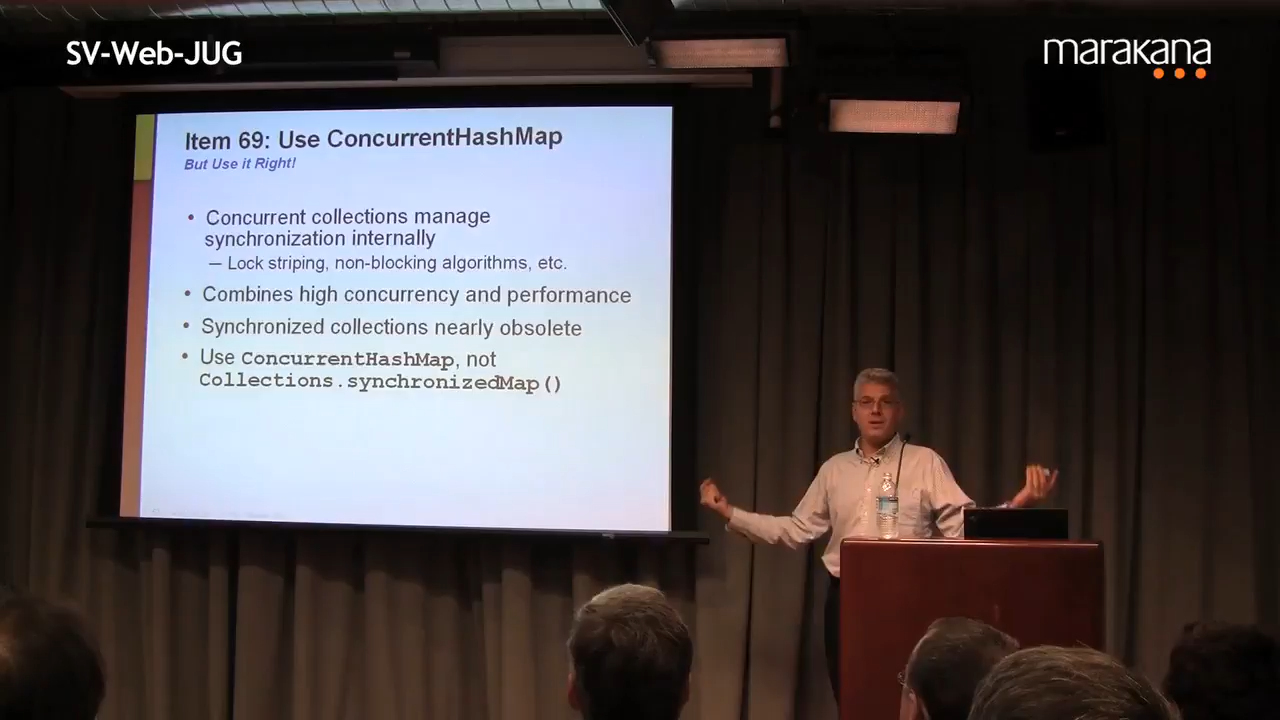 SV-Web-JUG
marakana
Item 69: Use ConcurrentHashMap
But Use it Right!
• Concurrent collections manage
synchronization internally
– Lock striping, non-blocking algorithms, etc.
• Combines high concurrency and performance
• Synchronized collections nearly obsolete
• Use ConcurrentHashMap, not
Collections.synchronizedMap()